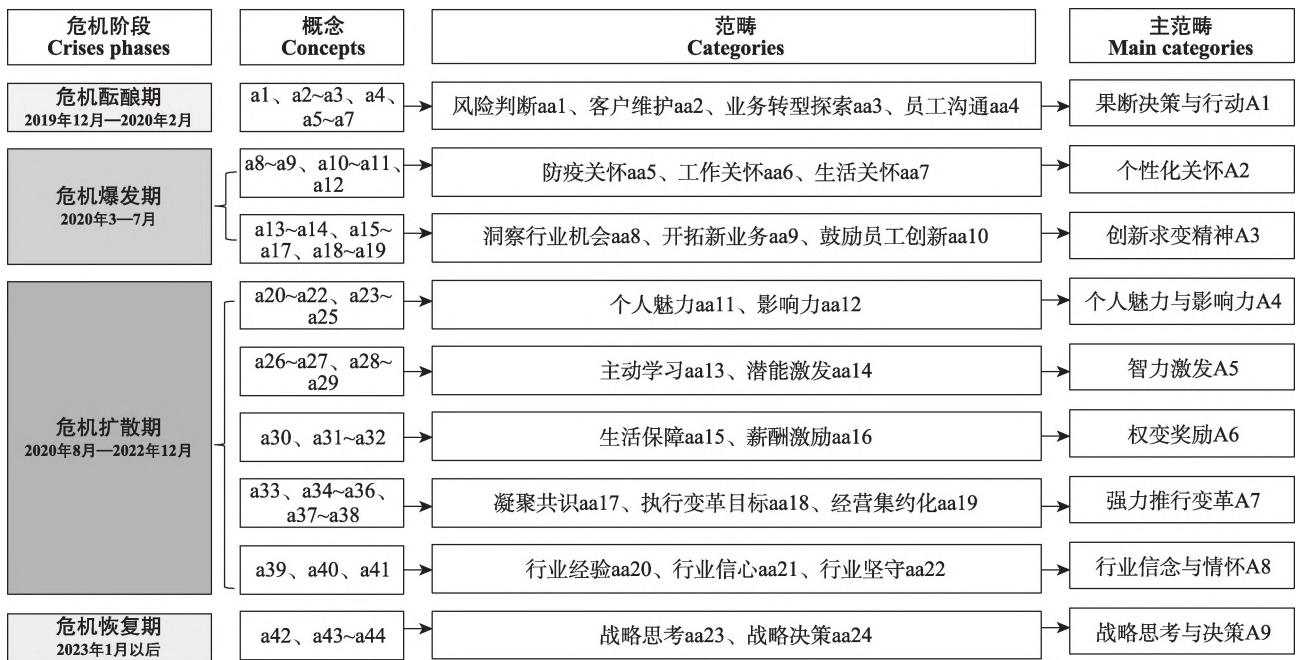 危机阶段
Crises phases
概念
Concepts
范畴
Categories
主范畴
Main categories
危机酝酿期
2019年12月—2020年2月
a1、a2~a3、a4、
a5~a7
风险判断aa1、客户维护aa2、业务转型探索aa3、员工沟通aa4
果断决策与行动A1
危机爆发期
2020年3—7月
a8~a9、a10~a11、
a12
防疫关怀aa5、工作关怀aa6、生活关怀aa7
个性化关怀A2
a13~a14、a15~
a17、a18~a19
洞察行业机会aa8、开拓新业务aa9、鼓励员工创新aa10
创新求变精神A3
危机扩散期
2020年8月—2022年12月
a20~a22、a23~
a25
个人魅力aa11、影响力aa12
个人魅力与影响力A4
a26~a27、a28~
a29
主动学习aa13、潜能激发aa14
智力激发A5
a30、a31~a32
生活保障aa15、薪酬激励aa16
权变奖励A6
a33、a34~a36、
a37~a38
凝聚共识aa17、执行变革目标aa18、经营集约化aa19
强力推行变革A7
a39、a40、a41
行业经验aa20、行业信心aa21、行业坚守aa22
行业信念与情怀A8
危机恢复期
2023年1月以后
a42、a43~a44
战略思考aa23、战略决策aa24
战略思考与决策A9